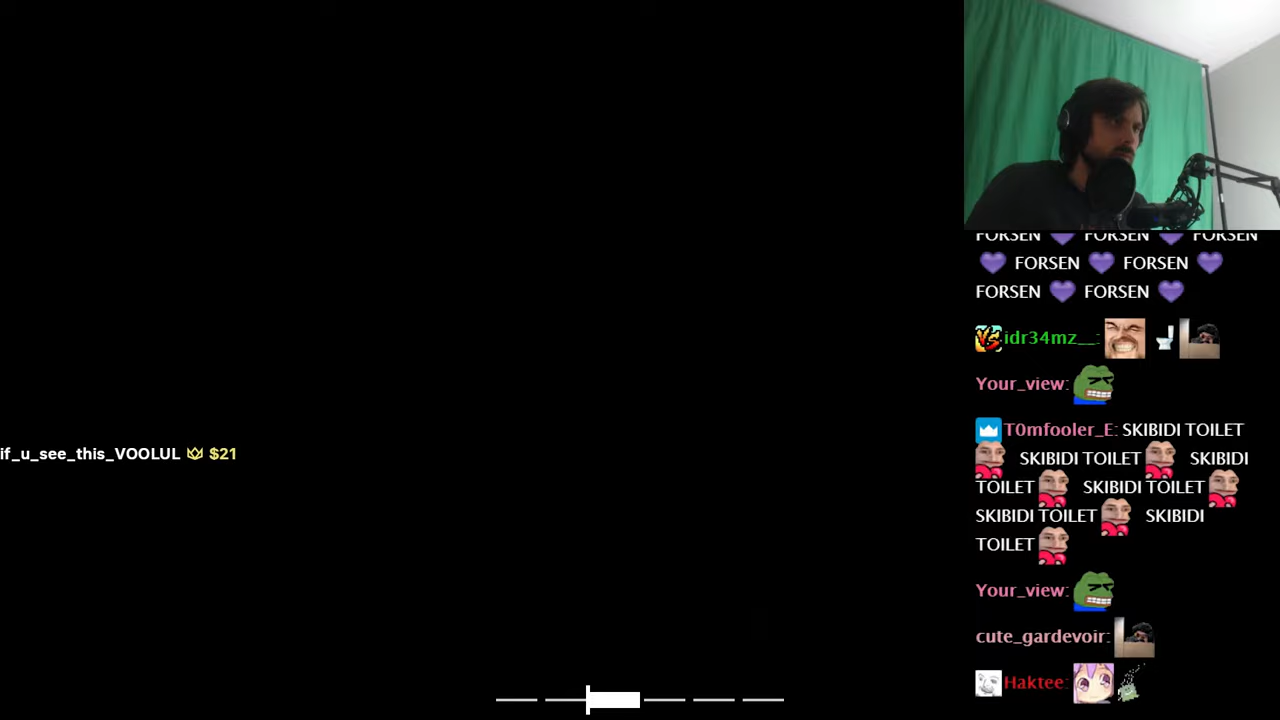 FORSEN FORSEN FORSEN
FORSEN FORSEN
FORSEN FORSEN
idr34mz__:
Your_view:
T0mfooler_E: SKIBIDI TOILET
SKIBIDI TOILET SKIBIDI
TOILET SKIBIDI TOILET
SKIBIDI TOILET SKIBIDI
TOILET
Your_view:
cute_gardevoir:
Haktee:
if_u_see_this_VOOLUL $21